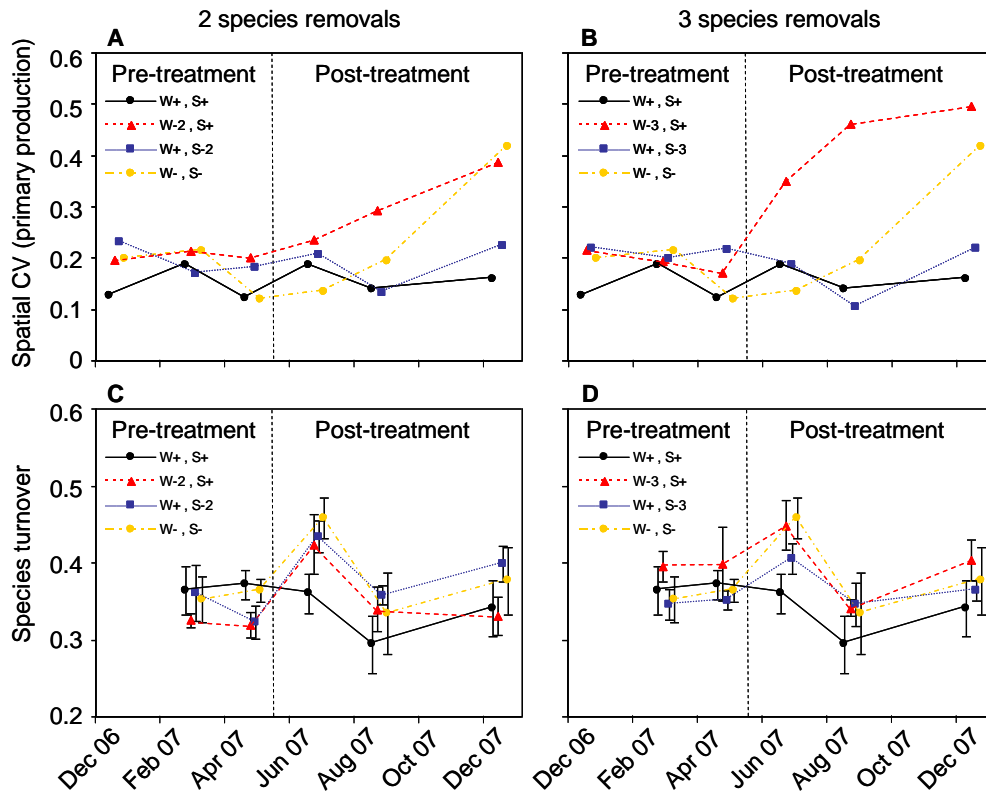 2 species removals
3 species removals
A
B
Spatial CV (primary production)
0.6
0.5
0.4
0.3
0.2
0.1
0
Pre-treatment
Post-treatment
W+ , S+
W-2 , S+
W+ , S-2
W- , S-
Pre-treatment
Post-treatment
W+ , S+
W-3 , S+
W+ , S-3
W- , S-
C
D
Species turnover
0.6
0.5
0.4
0.3
0.2
Pre-treatment
Post-treatment
W+ , S+
W-2 , S+
W+ , S-2
W- , S-
Pre-treatment
Post-treatment
W+ , S+
W-3 , S+
W+ , S-3
W- , S-
Dec 06
Feb 07
Apr 07
Jun 07
Aug 07
Oct 07
Dec 07
Dec 06
Feb 07
Apr 07
Jun 07
Aug 07
Oct 07
Dec 07